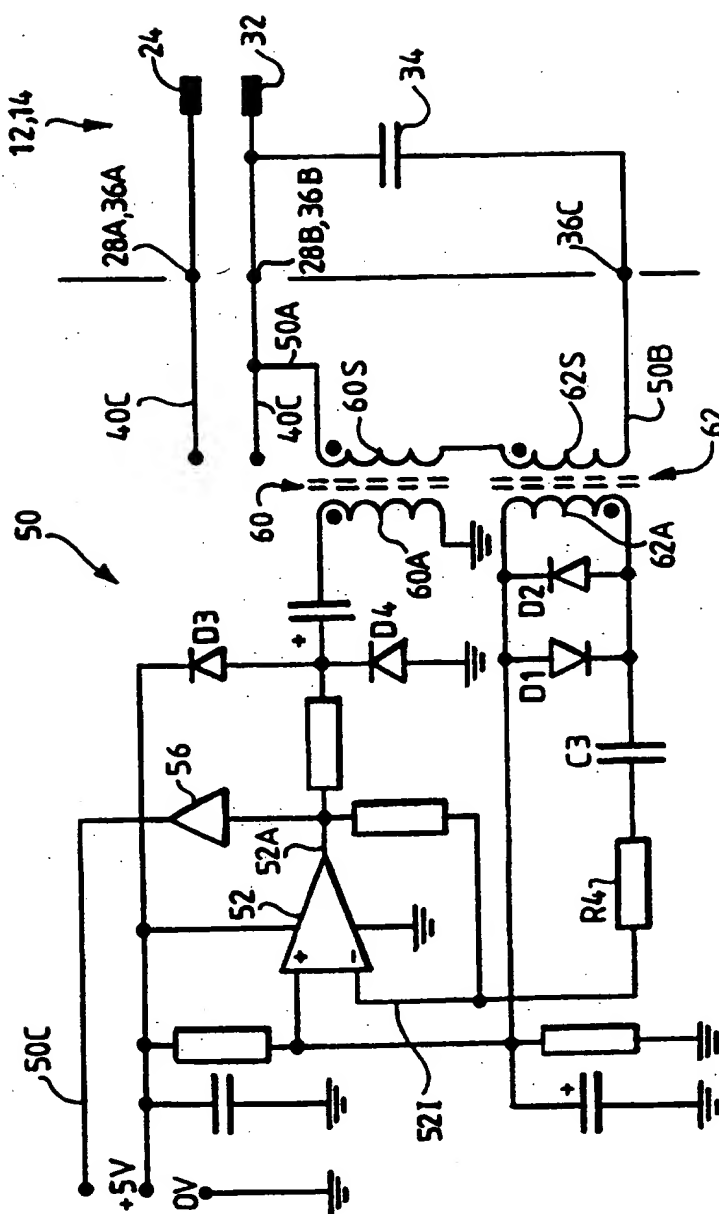 12,14
24
32
34
28A,36A
28B,36B
36C
40C
40C
50A
50B
50
60
60S
62S
62
60A
62A
D3
D4
D2
D1
C3
R4
56
52A
52
+
+
-
50C
+5V
0V
52I
+